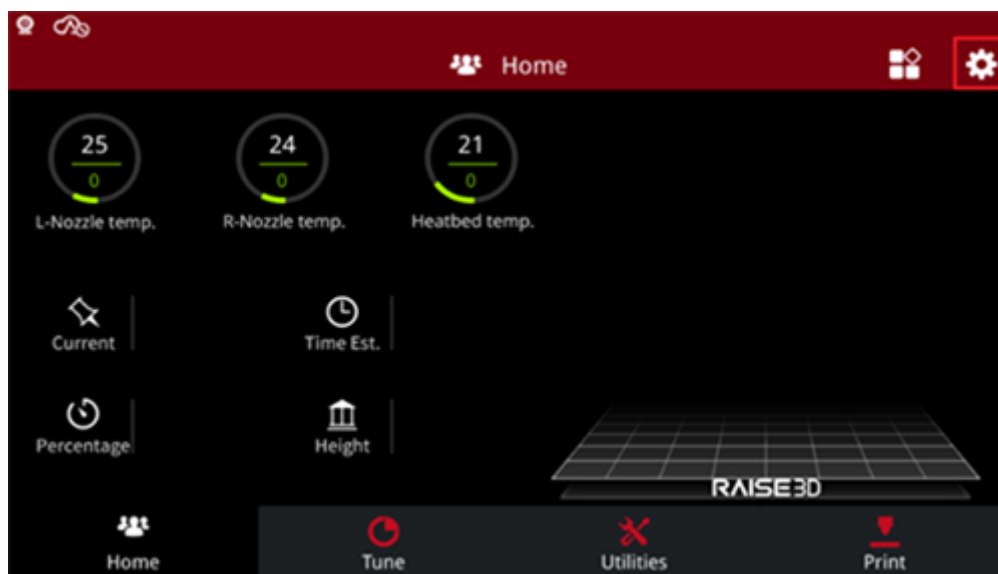 Home
25
24
21
0
0
0
L-Nozzle temp.
R-Nozzle temp.
Heatbed temp.
Current
Time Est.
Percentage
Height
RAISE3D
Home
Tune
Utilities
Print